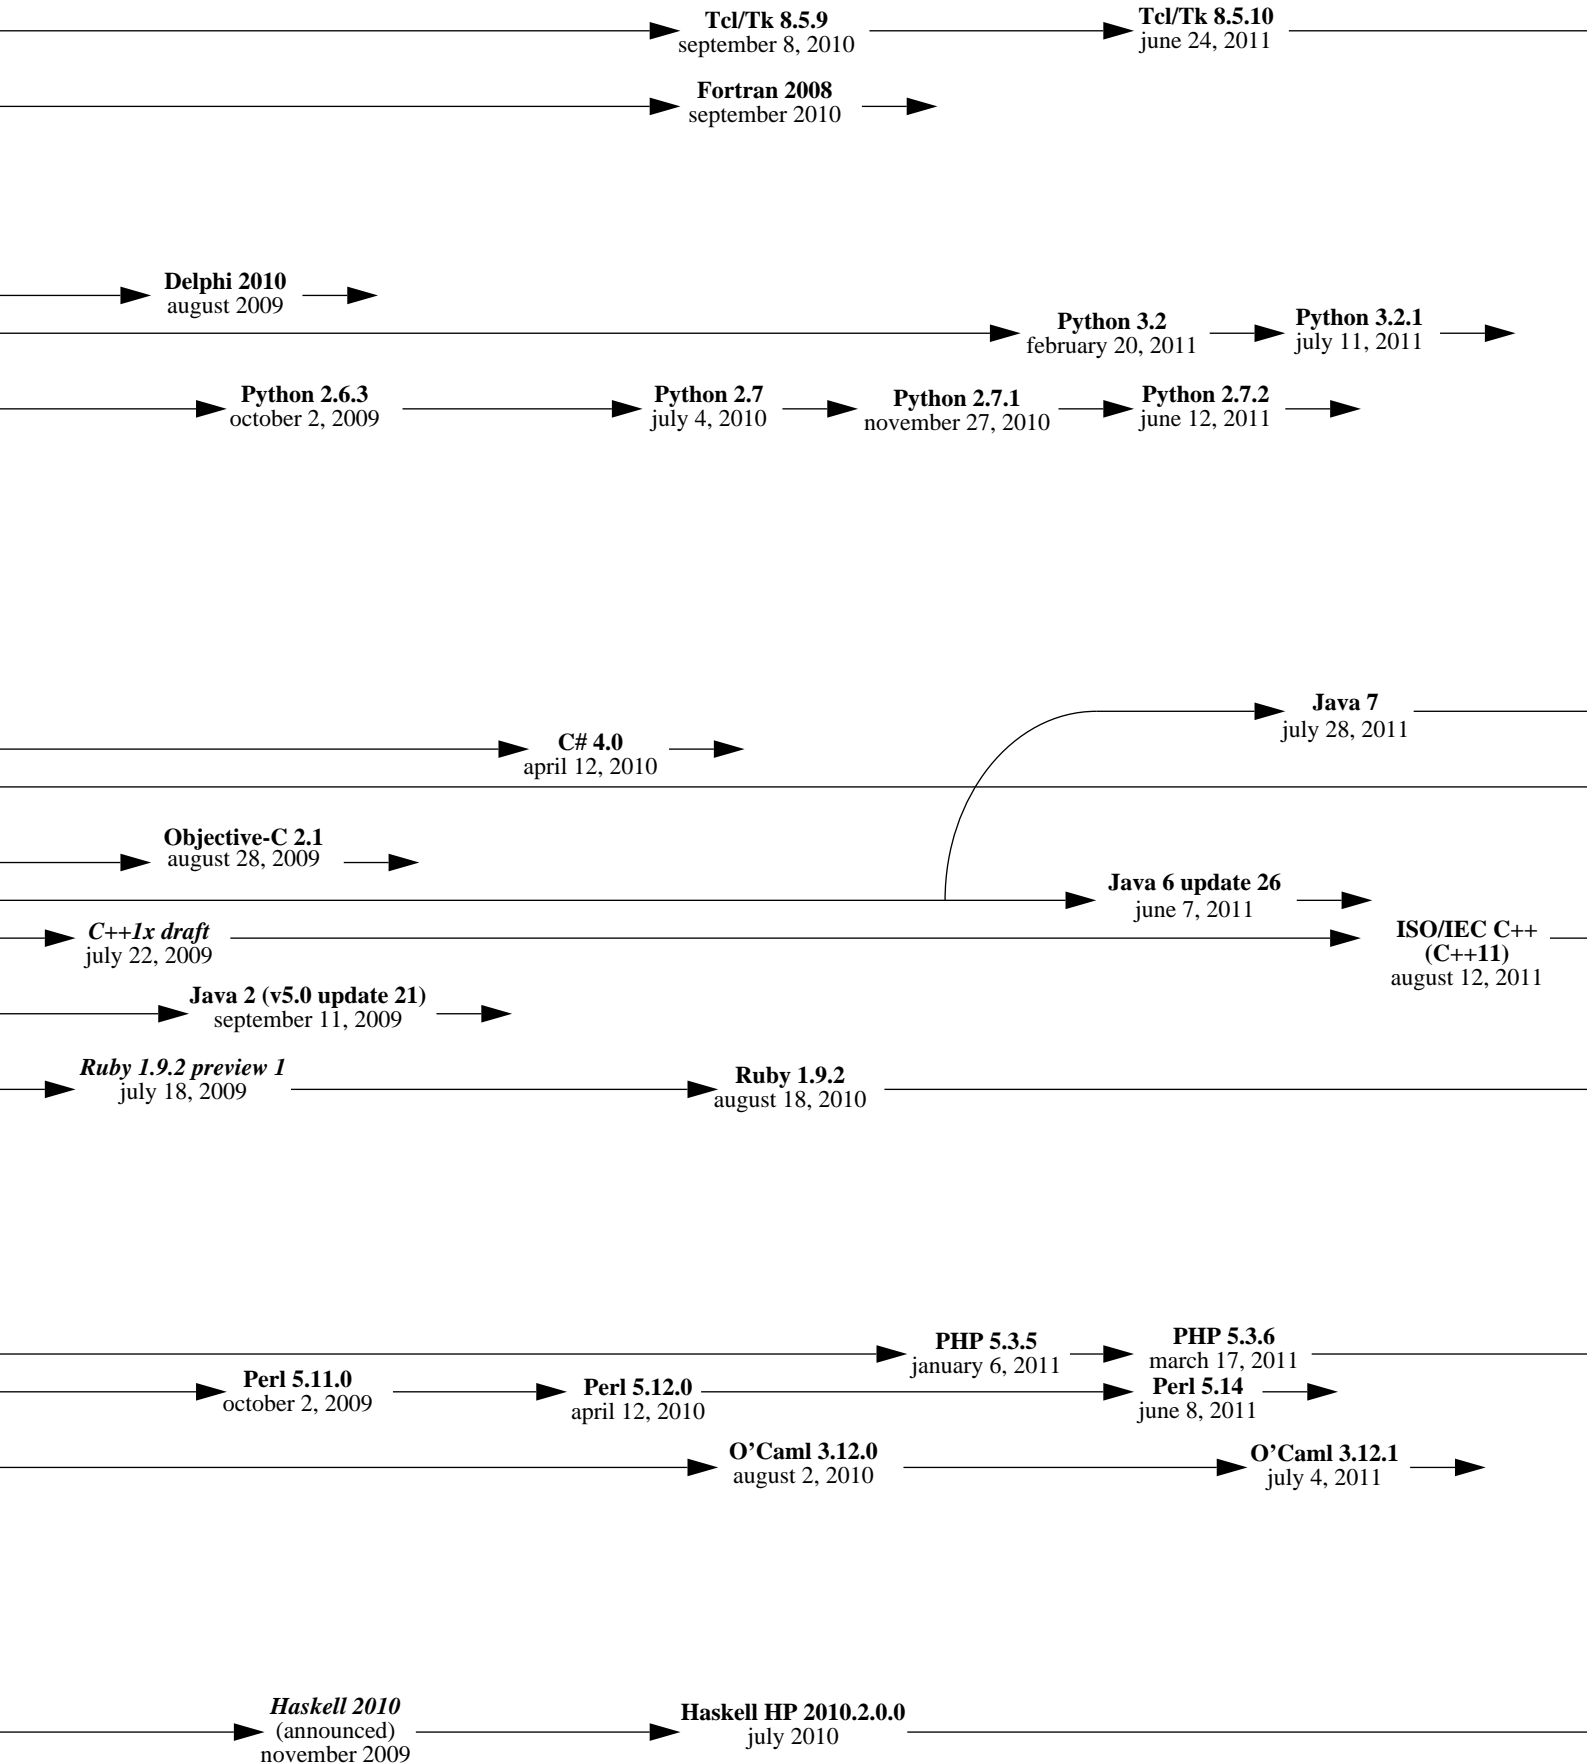 Tcl/Tk 8.5.9
september 8, 2010
Tcl/Tk 8.5.10
june 24, 2011
Fortran 2008
september 2010
Delphi 2010
august 2009
Python 3.2
february 20, 2011
Python 3.2.1
july 11, 2011
Python 2.6.3
october 2, 2009
Python 2.7
july 4, 2010
Python 2.7.1
november 27, 2010
Python 2.7.2
june 12, 2011
Java 7
july 28, 2011
C# 4.0
april 12, 2010
Objective-C 2.1
august 28, 2009
Java 6 update 26
june 7, 2011
C++1x draft
july 22, 2009
ISO/IEC C++
(C++11)
august 12, 2011
Java 2 (v5.0 update 21)
september 11, 2009
Ruby 1.9.2 preview 1
july 18, 2009
Ruby 1.9.2
august 18, 2010
PHP 5.3.5
january 6, 2011
PHP 5.3.6
march 17, 2011
Perl 5.11.0
october 2, 2009
Perl 5.12.0
april 12, 2010
Perl 5.14
june 8, 2011
O’Caml 3.12.0
august 2, 2010
O’Caml 3.12.1
july 4, 2011
Haskell 2010
(announced)
november 2009
Haskell HP 2010.2.0.0
july 2010